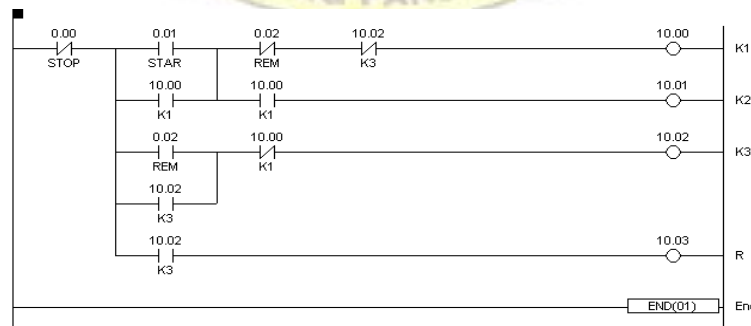 0.00 0.01 0.02 10.02 10.00
STOP STAR REM K3 K1
10.00 10.00 10.01
K1 K1 K2
0.02 10.00 10.02
REM K1 K3
10.02
K3
10.02 10.03
K3 R
END(01)